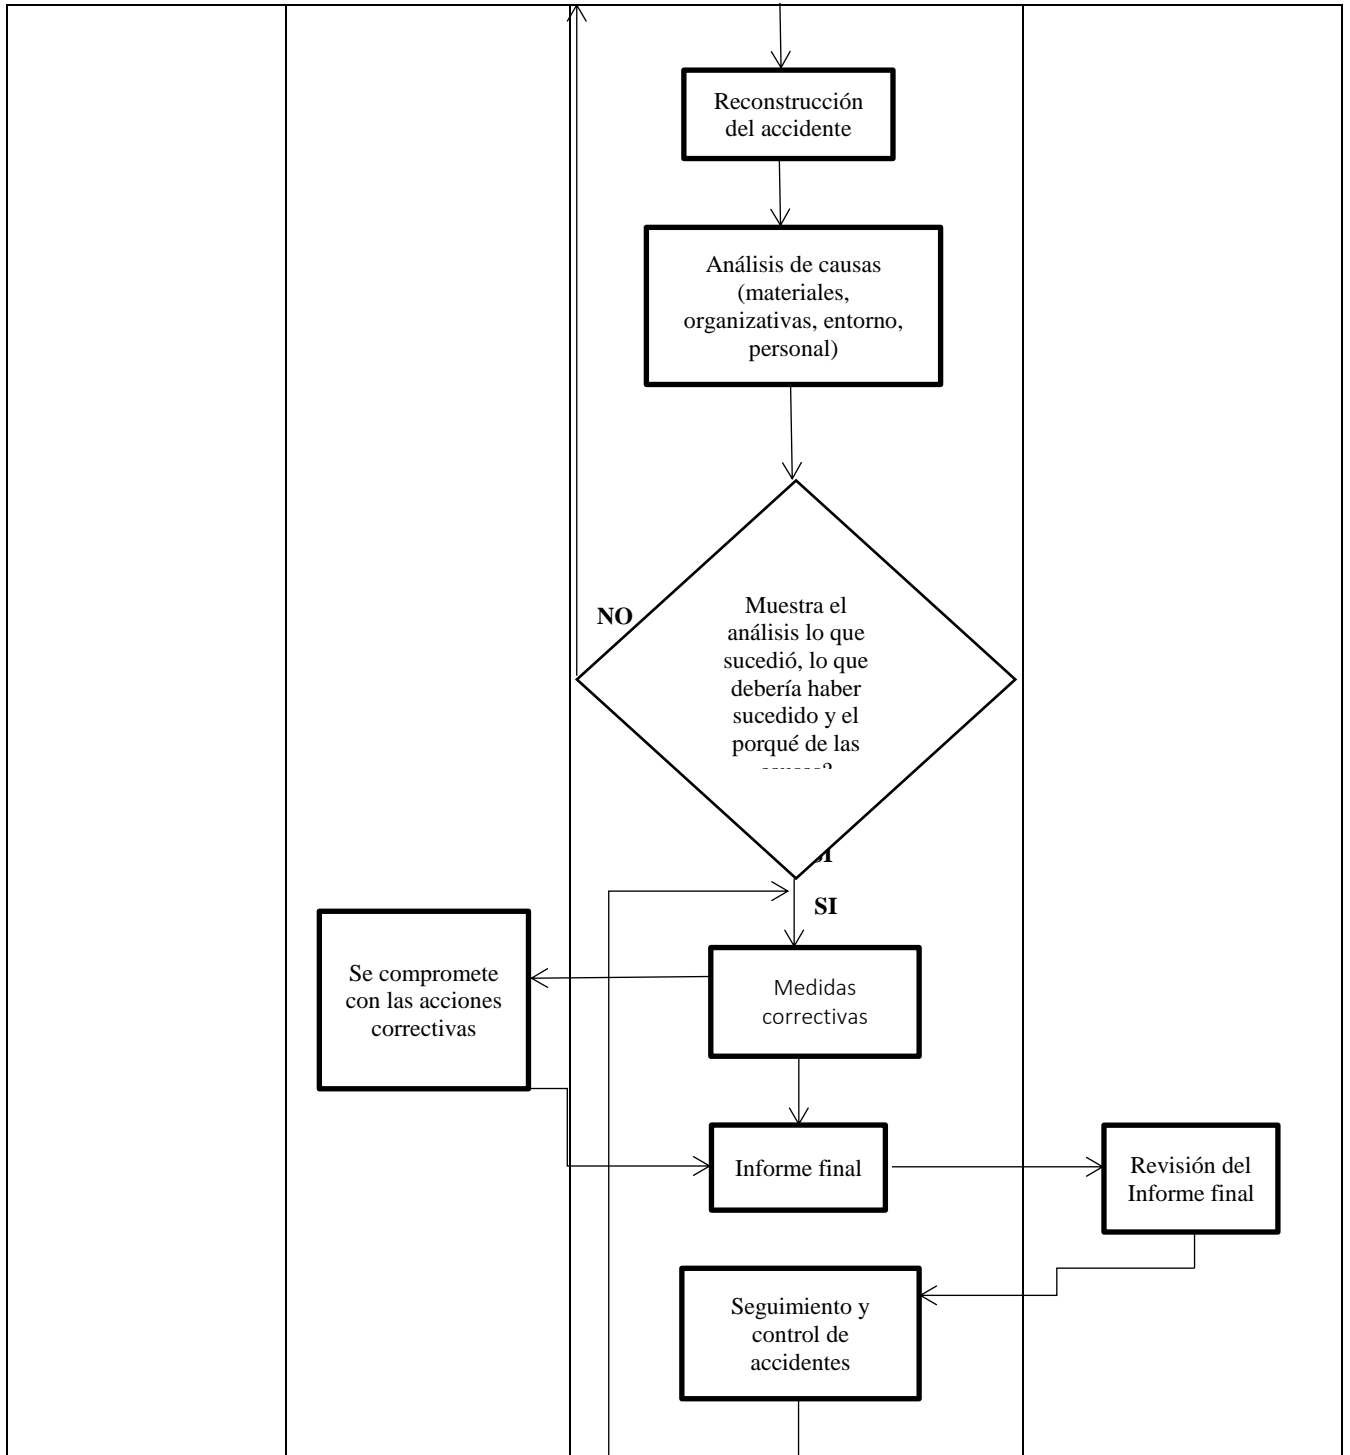 Reconstrucción
del accidente
Análisis de causas
(materiales,
organizativas, entorno,
personal)
NO
Muestra el
análisis lo que
sucedió, lo que
debería haber
sucedido y el
porqué de las
SI
Se compromete
con las acciones
correctivas
Medidas
correctivas
Informe final
Revisión del
Informe final
Seguimiento y
control de
accidentes